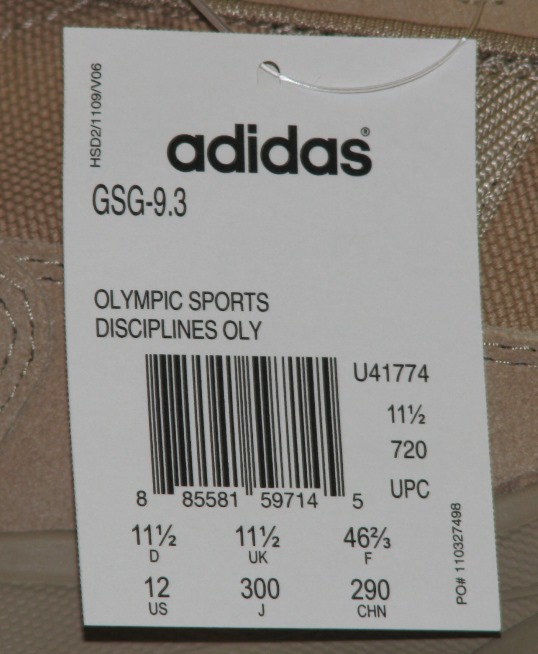 HSD2/1109/V06
adidas®
GSG-9.3
OLYMPIC SPORTS
DISCIPLINES OLY
U41774
11½
720
UPC
8 85581 59714 5
11½ 11½ 46⅔
D UK F
12 300 290
US J CHN
PO# 110327498